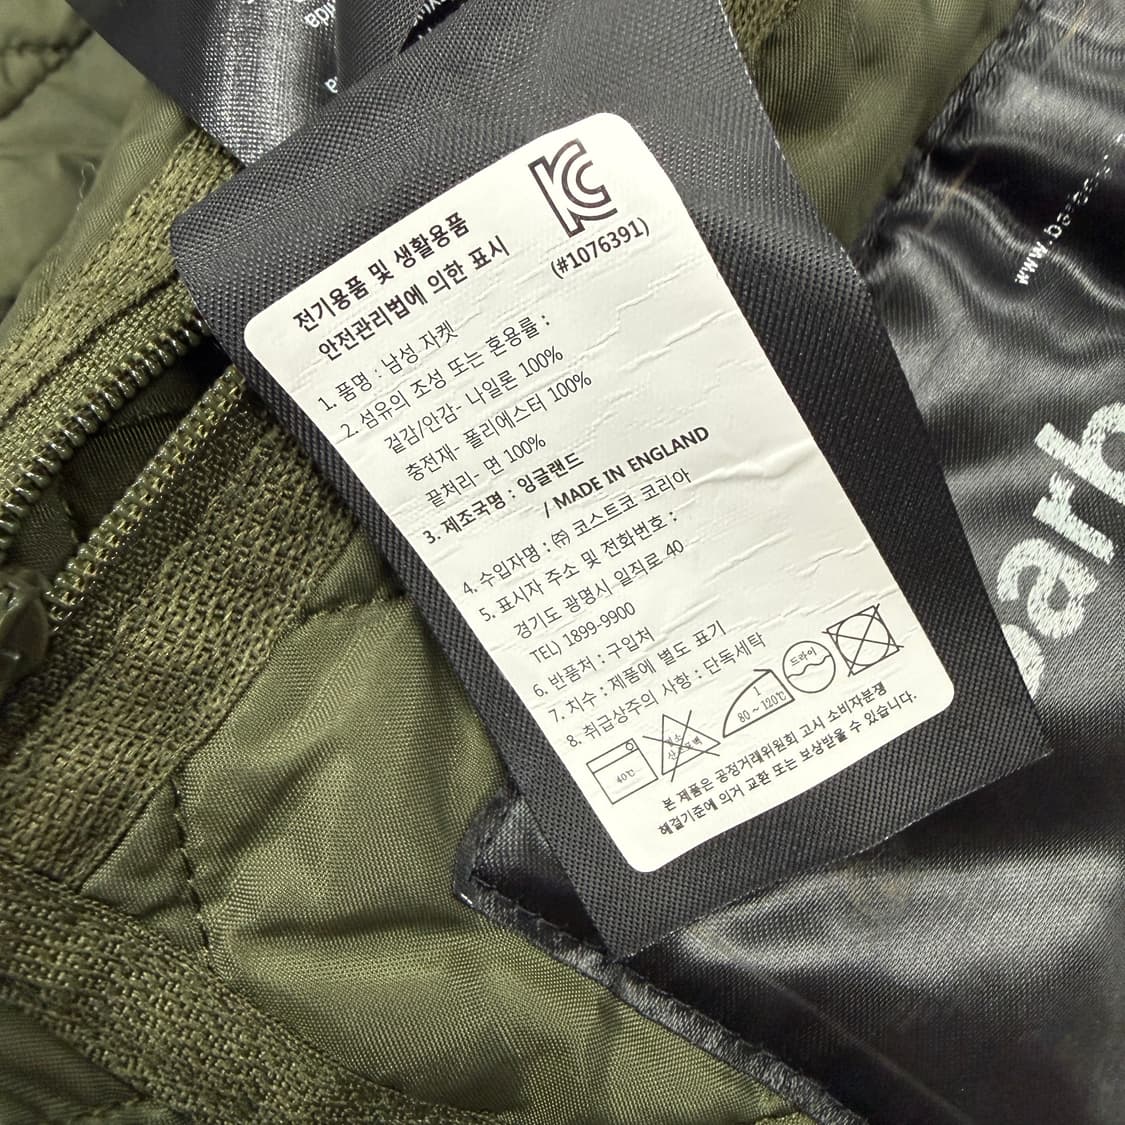 KC
(#1076391)
전기용품 및 생활용품
안전관리법에 의한 표시
1. 품명 : 남성 자켓
2. 섬유의 조성 또는 혼용률 :
겉감/안감- 나일론 100%
충전재- 폴리에스터 100%
끝처리- 면 100%
3. 제조국명 : 잉글랜드
/ MADE IN ENGLAND
4. 수입자명 : ㈜ 코스트코 코리아
5. 표시자 주소 및 전화번호 :
경기도 광명시 일직로 40
TEL) 1899-9900
6. 반품처 : 구입처
7. 치수 : 제품에 별도 표기
8. 취급상주의 사항 : 단독세탁
40℃
1
80 ~ 120℃
드라이
본 제품은 공정거래위원회 고시 소비자분쟁
해결기준에 의거 교환 또는 보상받을 수 있습니다.
barb